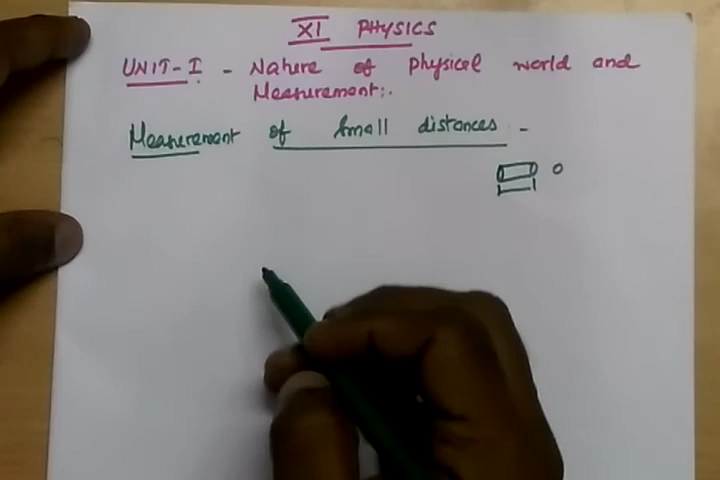 XI PHYSICS
UNIT-I - Nature of Physical world and
Measurement:.
Measurement of Small distances -